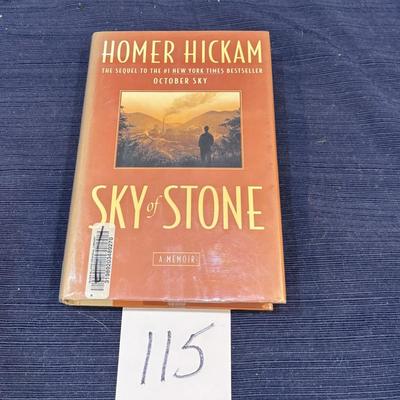 HOMER HICKAM
THE SEQUEL TO THE #1 NEW YORK TIMES BESTSELLER
OCTOBER SKY
SKY of STONE
A MEMOIR
115